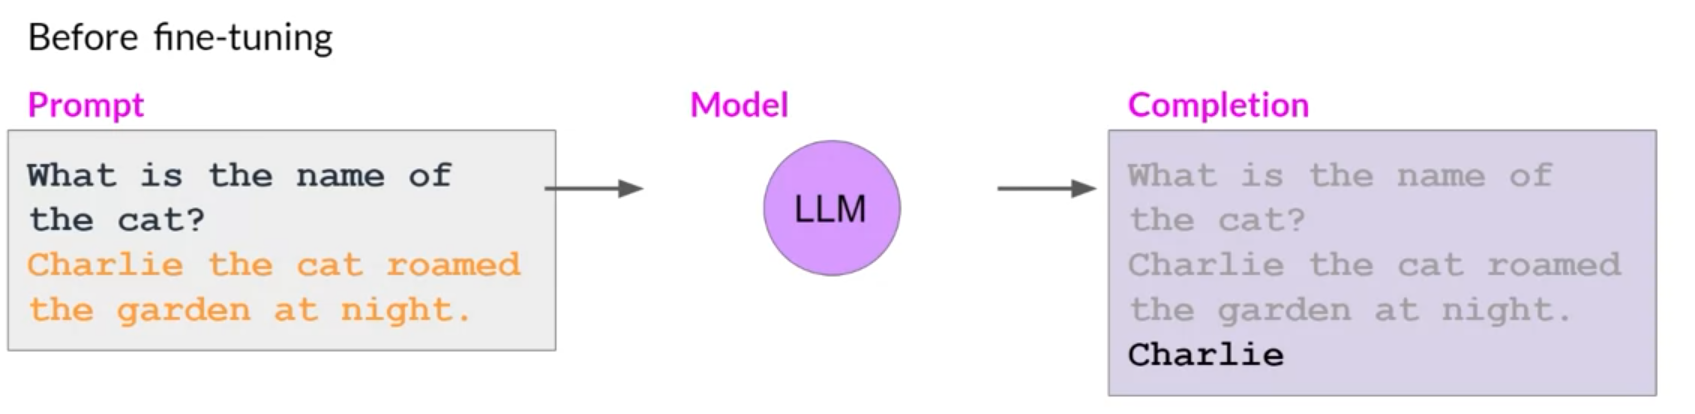 Before fine-tuning
Prompt
What is the name of
the cat?
Charlie the cat roamed
the garden at night.
Model
LLM
Completion
What is the name of
the cat?
Charlie the cat roamed
the garden at night.
Charlie